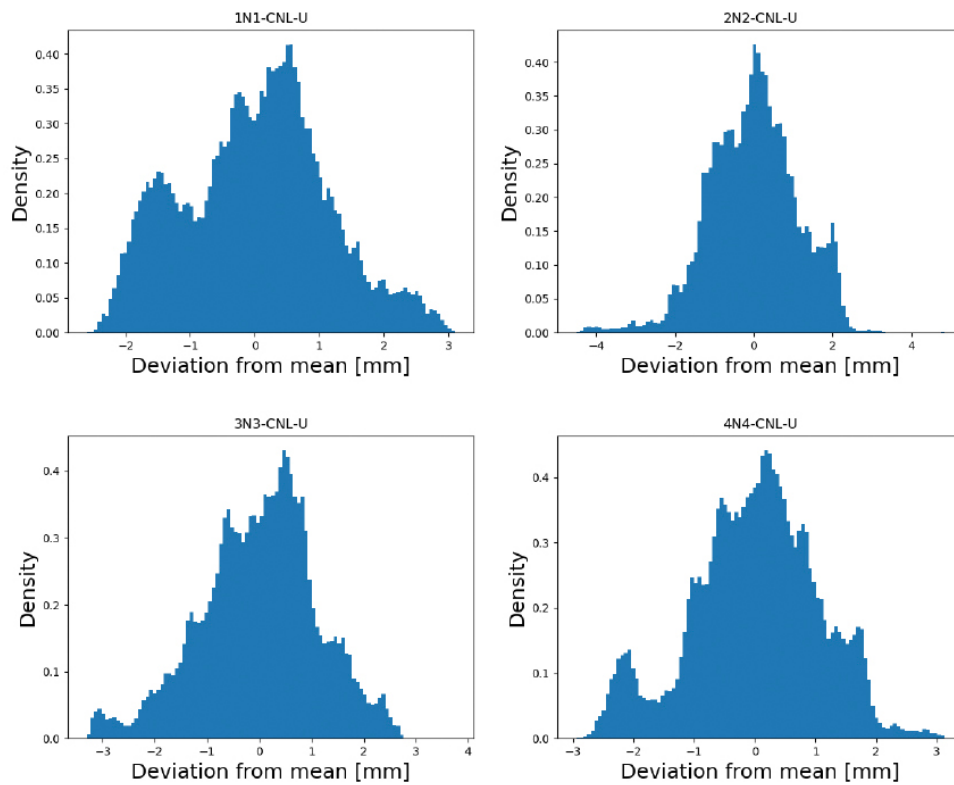 1N1-CNL-U
0.40
0.35
0.30
0.25
0.20
0.15
0.10
0.05
0.00
Density
−2 −1 0 1 2 3
Deviation from mean [mm]
2N2-CNL-U
0.40
0.35
0.30
0.25
0.20
0.15
0.10
0.05
0.00
Density
−4 −2 0 2 4
Deviation from mean [mm]
3N3-CNL-U
0.4
0.3
0.2
0.1
0.0
Density
−3 −2 −1 0 1 2 3 4
Deviation from mean [mm]
4N4-CNL-U
0.4
0.3
0.2
0.1
0.0
Density
−3 −2 −1 0 1 2 3
Deviation from mean [mm]